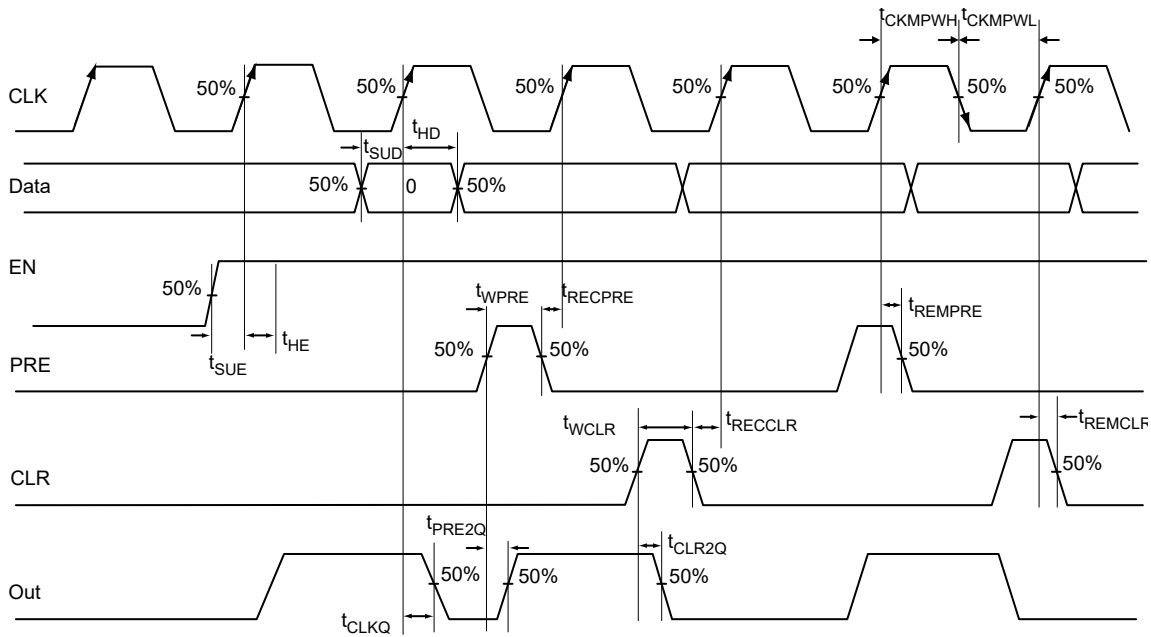 tCKMPWH tCKMPWL
CLK
50% 50% 50% 50% 50% 50% 50%
tSUD tHD
Data
50% 0 50%
EN
50%
tSUE tHE
tWPRE tRECPRE
tREMPRE
PRE
50% 50% 50%
tWCLR tRECCLR
tREMCLR
CLR
50% 50% 50%
tPRE2Q
tCLR2Q
Out
50% 50% 50%
tCLKQ